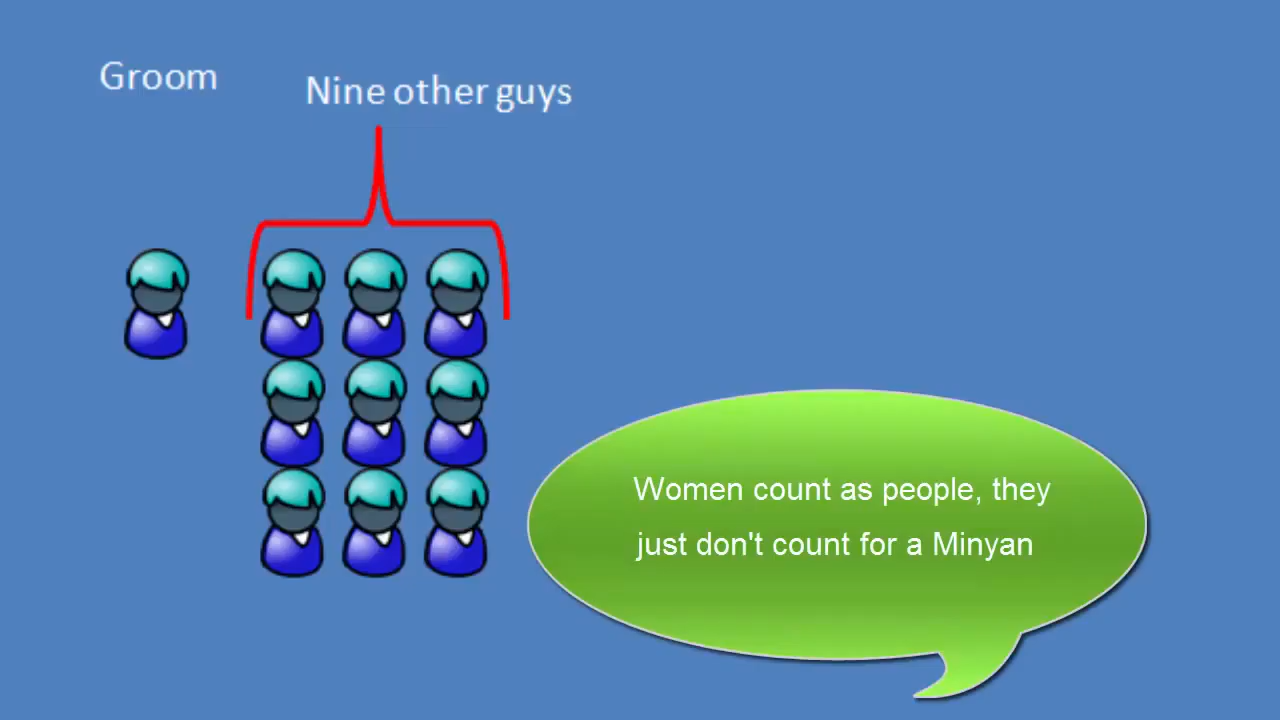 Groom
Nine other guys
Women count as people, they
just don't count for a Minyan